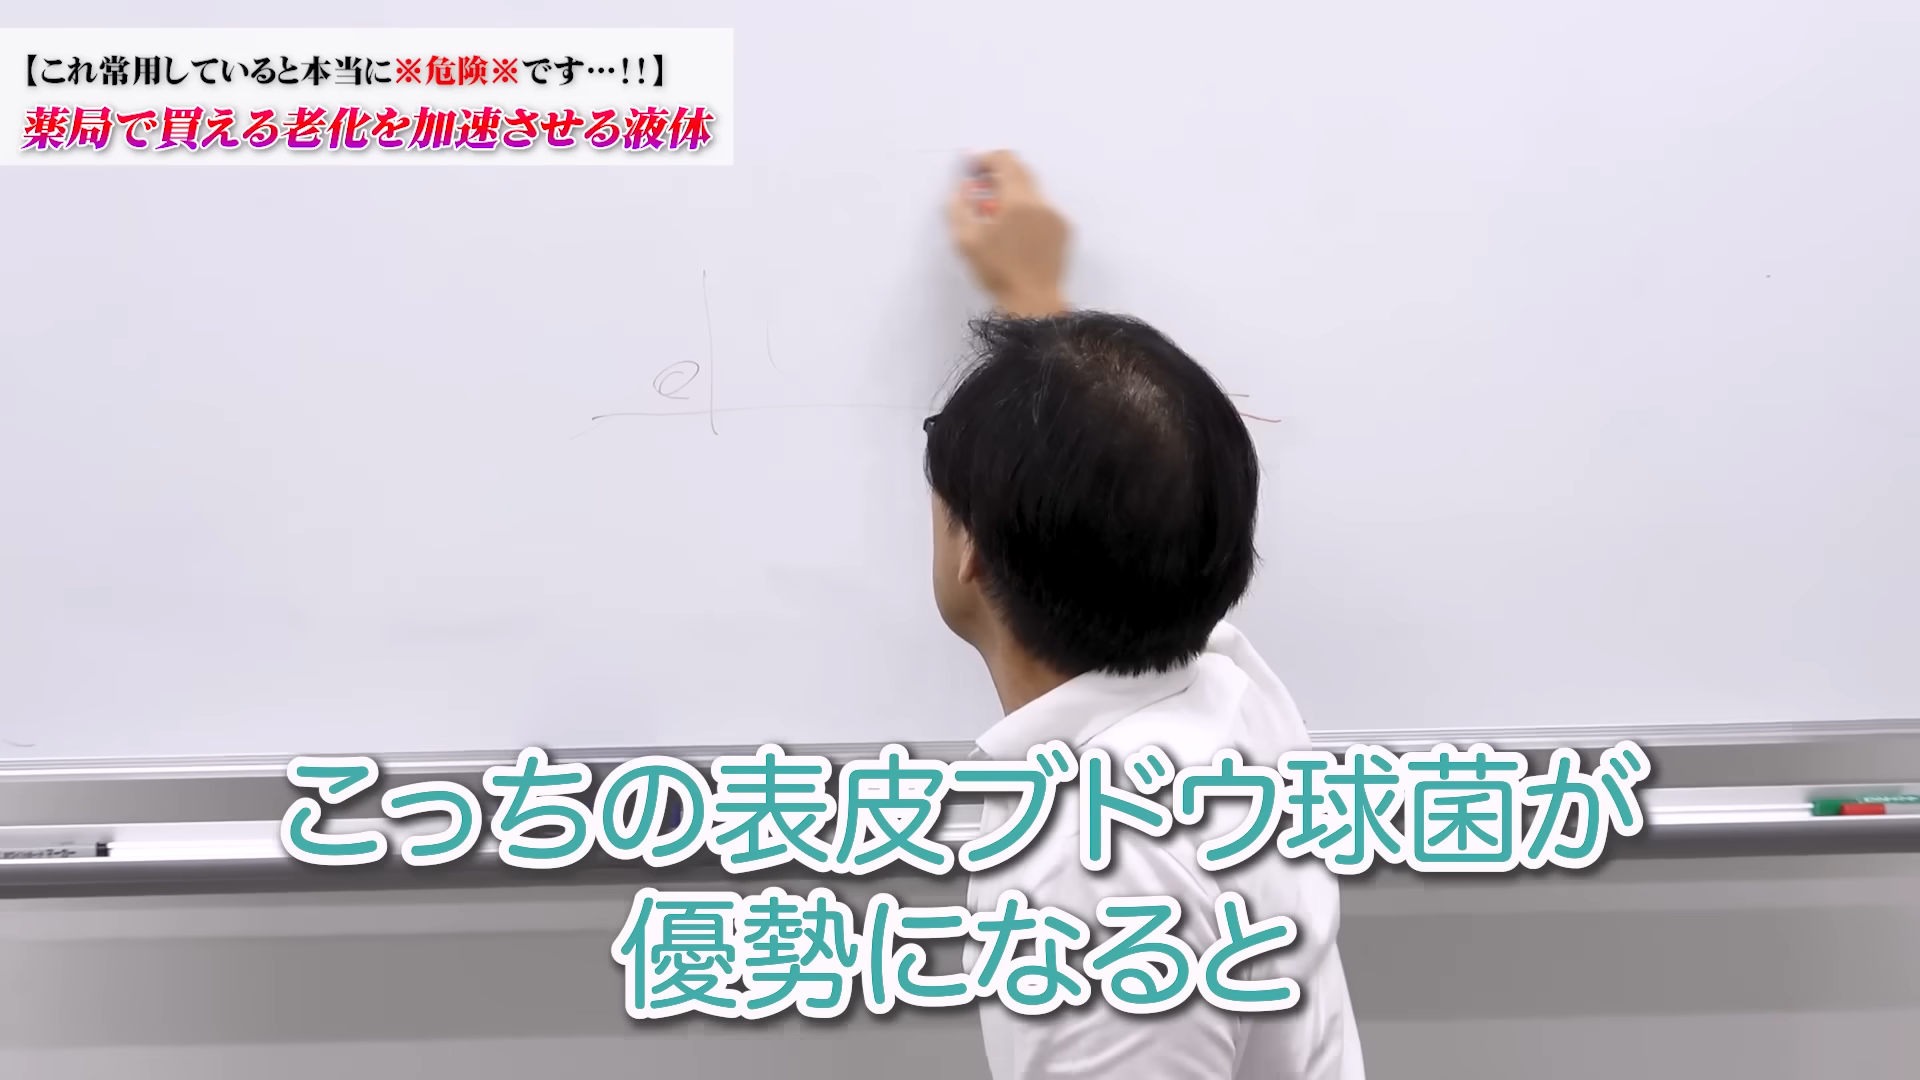 【これ常用していると本当に※危険※です…!!】
薬局で買える老化を加速させる液体
こっちの表皮ブドウ球菌が
優勢になると